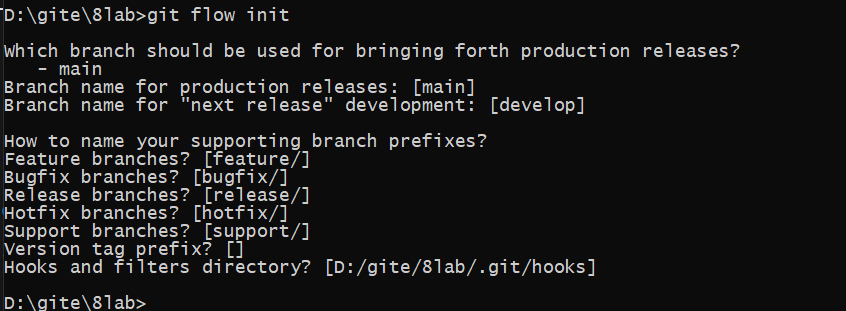 D:\gite\8lab>git flow init
Which branch should be used for bringing forth production releases?
   - main
Branch name for production releases: [main]
Branch name for "next release" development: [develop]
How to name your supporting branch prefixes?
Feature branches? [feature/]
Bugfix branches? [bugfix/]
Release branches? [release/]
Hotfix branches? [hotfix/]
Support branches? [support/]
Version tag prefix? []
Hooks and filters directory? [D:/gite/8lab/.git/hooks]
D:\gite\8lab>